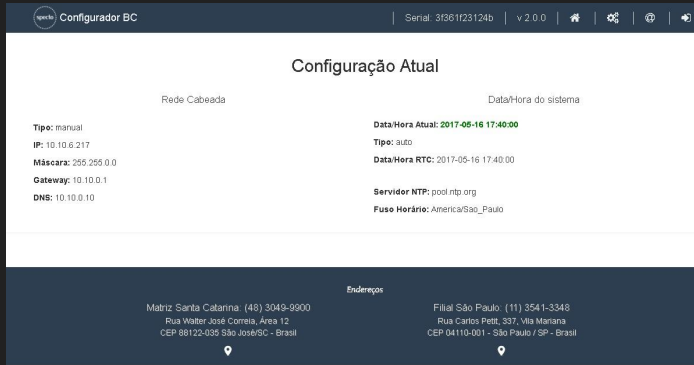 specto Configurador BC
Serial: 3f361f23124b
v 2.0.0
@
Configuração Atual
Rede Cabeada
Tipo: manual
IP: 10.10.6.217
Máscara: 255.255.0.0
Gateway: 10.10.0.1
DNS: 10.10.0.10
Data/Hora do sistema
Data/Hora Atual: 2017-05-16 17:40:00
Tipo: auto
Data/Hora RTC: 2017-05-16 17:40:00
Servidor NTP: pool.ntp.org
Fuso Horário: America/Sao_Paulo
Endereços
Matriz Santa Catarina: (48) 3049-9900
Rua Walter José Correia, Área 12
CEP 88122-035 São José/SC - Brasil
Filial São Paulo: (11) 3541-3348
Rua Carlos Petit, 337, Vila Mariana
CEP 04110-001 - São Paulo / SP - Brasil